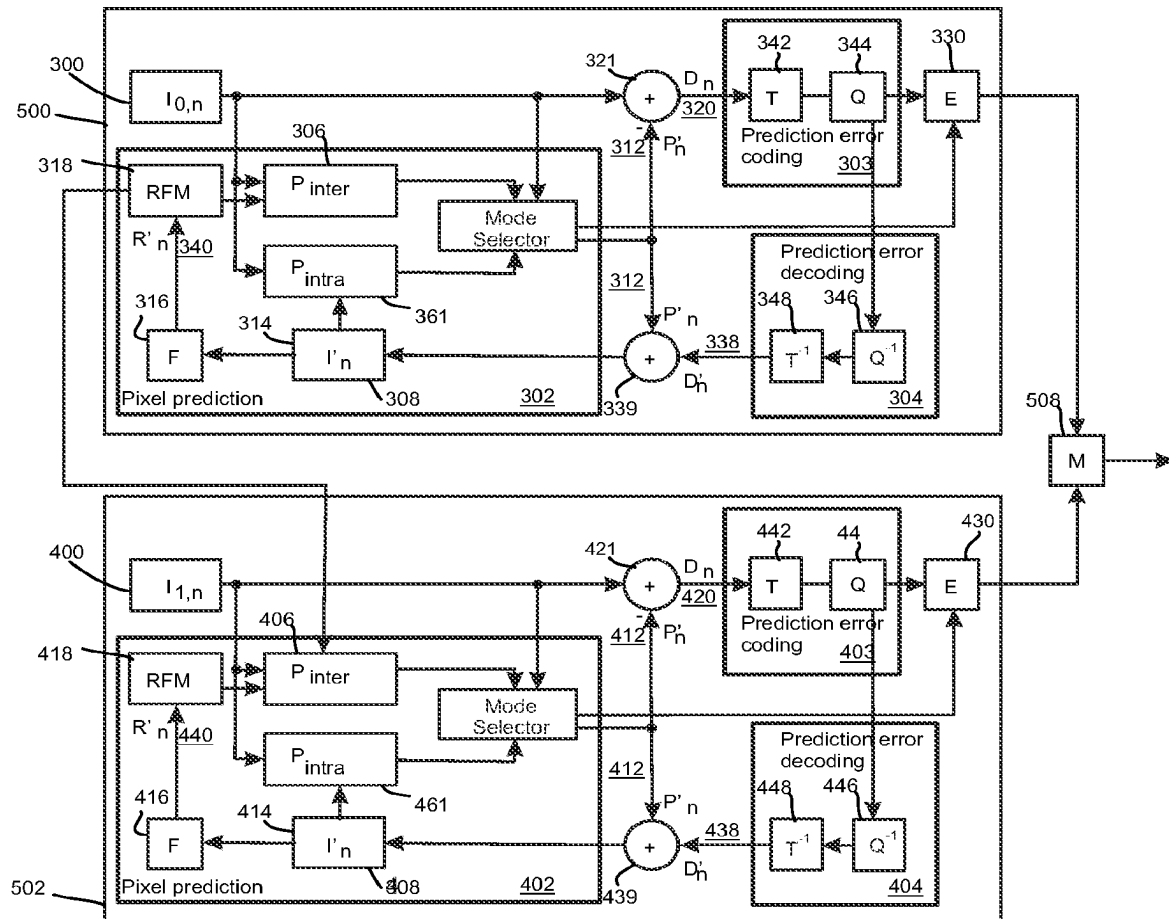 300
I 0,n
500
318
RFM
R'n
340
316
F
Pixel prediction
306
P inter
P intra
361
314
I'n
308
302
Mode
Selector
321
+
Dn
320
-
312
P'n
342
T
344
Q
Prediction error
coding
303
330
E
312
P'n
+
339
338
D'n
Prediction error
decoding
348
T-1
346
Q-1
304
508
M
400
I 1,n
418
RFM
R'n
440
416
F
Pixel prediction
502
406
P inter
P intra
461
414
I'n
408
402
Mode
Selector
421
+
Dn
420
-
412
P'n
442
T
44
Q
Prediction error
coding
403
430
E
412
P'n
+
439
438
D'n
Prediction error
decoding
448
T-1
446
Q-1
404